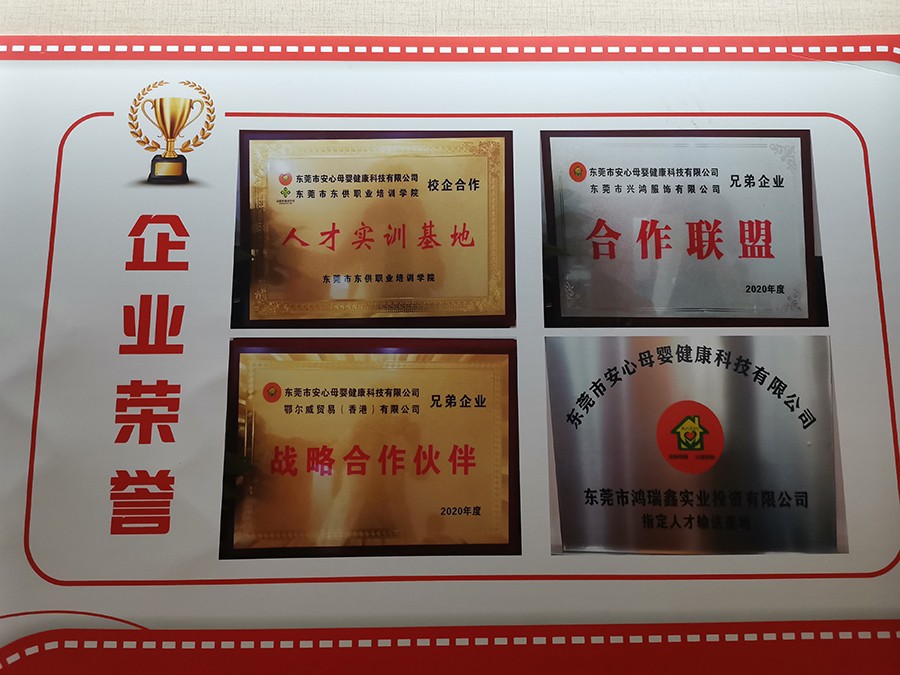 企业荣誉
东莞市安心母婴健康科技有限公司
东莞市东供职业培训学院
校企合作
人才实训基地
东莞市东供职业培训学院
东莞市安心母婴健康科技有限公司
东莞市兴鸿服饰有限公司
兄弟企业
合作联盟
2020年度
东莞市安心母婴健康科技有限公司
鄂尔威贸易（香港）有限公司
兄弟企业
战略合作伙伴
2020年度
东莞市安心母婴健康科技有限公司
东莞市鸿瑞鑫实业投资有限公司
指定人才输送基地